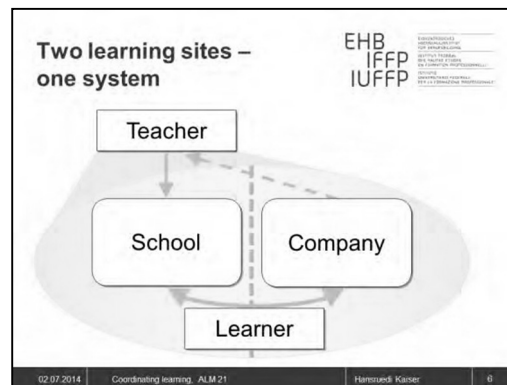 Two learning sites –
one system
EHB
IFFP
IUFFP
Teacher
School
Company
Learner
02.07.2014
Coordinating learning, ALM 21
Hansruedi Kaiser
6